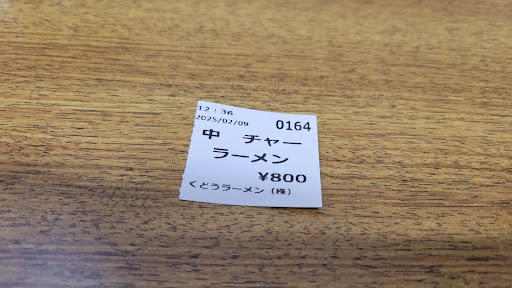 12:36
2025/02/09 0164
中 チャー
ラーメン
¥800
くどうラーメン(株)